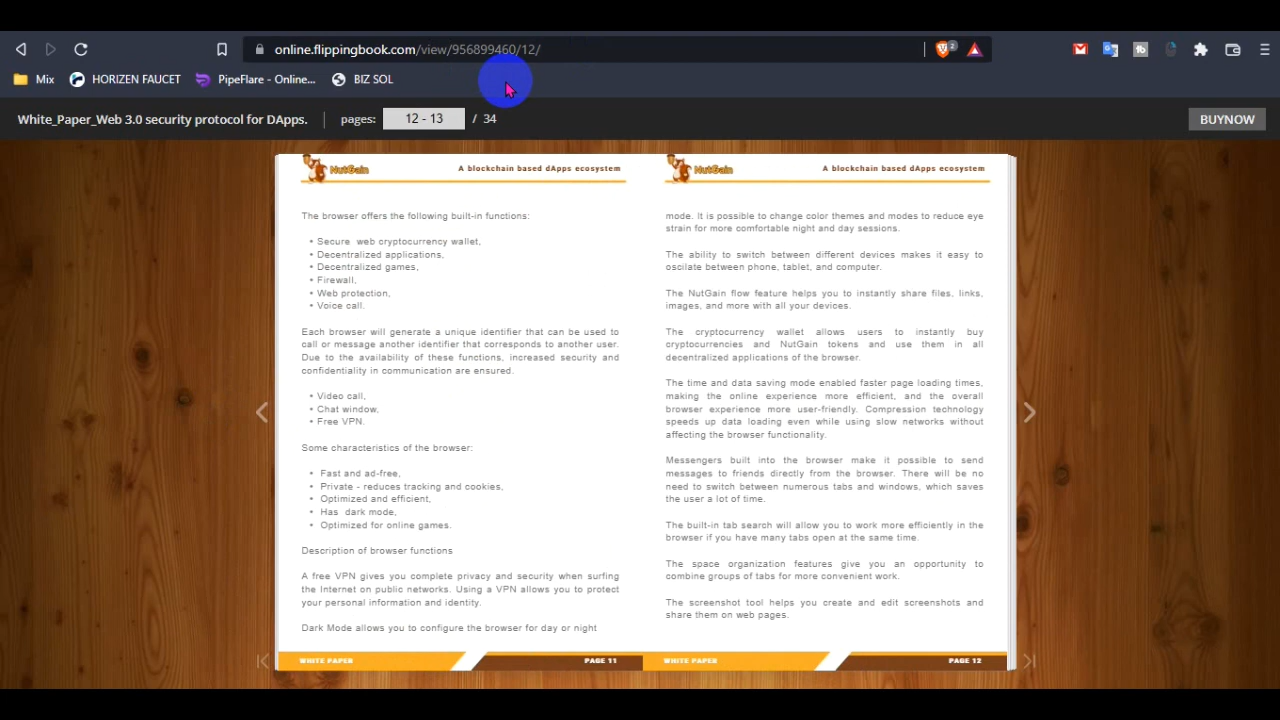 online.flippingbook.com/view/956899460/12/
2
Mix
HORIZEN FAUCET
PipeFlare - Online...
BIZ SOL
White_Paper_Web 3.0 security protocol for DApps.
pages:
12 - 13
/ 34
BUYNOW
NutGain
A blockchain based dApps ecosystem
The browser offers the following built-in functions:
• Secure web cryptocurrency wallet,
• Decentralized applications,
• Decentralized games,
• Firewall,
• Web protection,
• Voice call.
Each browser will generate a unique identifier that can be used to
call or message another identifier that corresponds to another user.
Due to the availability of these functions, increased security and
confidentiality in communication are ensured.
• Video call,
• Chat window,
• Free VPN.
Some characteristics of the browser:
• Fast and ad-free,
• Private - reduces tracking and cookies,
• Optimized and efficient,
• Has dark mode,
• Optimized for online games.
Description of browser functions
A free VPN gives you complete privacy and security when surfing
the Internet on public networks. Using a VPN allows you to protect
your personal information and identity.
Dark Mode allows you to configure the browser for day or night
WHITE PAPER
PAGE 11
NutGain
A blockchain based dApps ecosystem
mode. It is possible to change color themes and modes to reduce eye
strain for more comfortable night and day sessions.
The ability to switch between different devices makes it easy to
oscilate between phone, tablet, and computer.
The NutGain flow feature helps you to instantly share files, links,
images, and more with all your devices.
The cryptocurrency wallet allows users to instantly buy
cryptocurrencies and NutGain tokens and use them in all
decentralized applications of the browser.
The time and data saving mode enabled faster page loading times,
making the online experience more efficient, and the overall
browser experience more user-friendly. Compression technology
speeds up data loading even while using slow networks without
affecting the browser functionality.
Messengers built into the browser make it possible to send
messages to friends directly from the browser. There will be no
need to switch between numerous tabs and windows, which saves
the user a lot of time.
The built-in tab search will allow you to work more efficiently in the
browser if you have many tabs open at the same time.
The space organization features give you an opportunity to
combine groups of tabs for more convenient work.
The screenshot tool helps you create and edit screenshots and
share them on web pages.
WHITE PAPER
PAGE 12